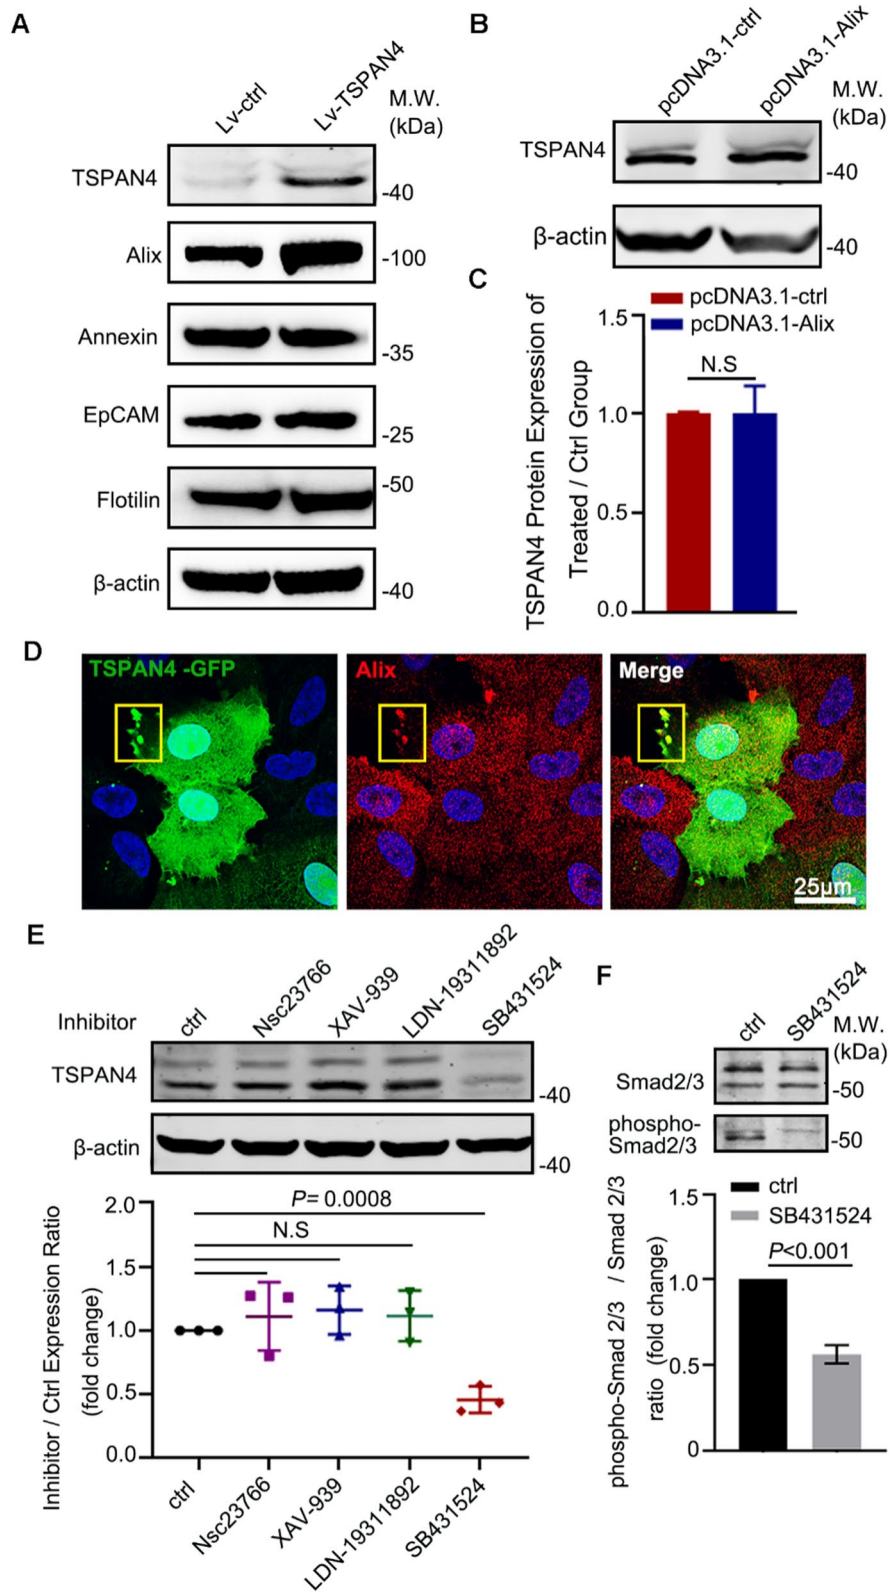 A
Lv-ctrl
Lv-TSPAN4
M.W.
(kDa)
TSPAN4
-40
Alix
-100
Annexin
-35
EpCAM
-25
Flotilin
-50
β-actin
-40
B
pcDNA3.1-ctrl
pcDNA3.1-Alix
M.W.
(kDa)
TSPAN4
-40
β-actin
-40
C
pcDNA3.1-ctrl
pcDNA3.1-Alix
TSPAN4 Protein Expression of
Treated / Ctrl Group
1.5
1.0
0.5
0.0
N.S
D
TSPAN4 -GFP
Alix
Merge
25μm
E
Inhibitor
ctrl
Nsc23766
XAV-939
LDN-19311892
SB431524
TSPAN4
-40
β-actin
-40
Inhibitor / Ctrl Expression Ratio
(fold change)
2.0
1.5
1.0
0.5
0.0
P= 0.0008
N.S
ctrl
Nsc23766
XAV-939
LDN-19311892
SB431524
F
ctrl
SB431524
M.W.
(kDa)
Smad2/3
-50
phospho-
Smad2/3
-50
phospho-Smad 2/3 / Smad 2/3
ratio (fold change)
1.5
1.0
0.5
0
ctrl
SB431524
P<0.001